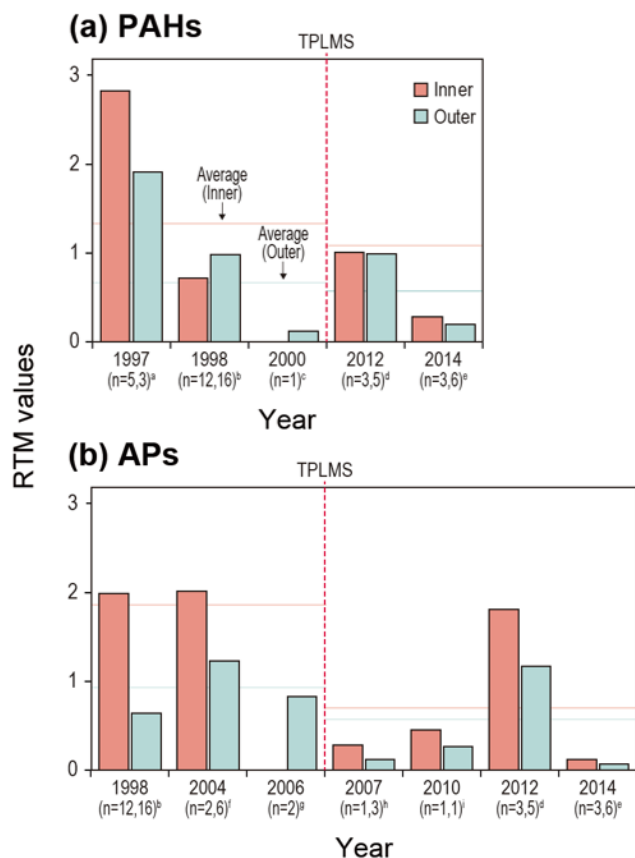 (a) PAHs
TPLMS
3
Inner
Outer
2
Average
(Inner)
Average
(Outer)
1
0
1997 1998 2000 2012 2014
(n=5,3)ᵃ (n=12,16)ᵇ (n=1)ᶜ (n=3,5)ᵈ (n=3,6)ᵉ
Year
RTM values
(b) APs
TPLMS
3
2
1
0
1998 2004 2006 2007 2010 2012 2014
(n=12,16)ᵇ (n=2,6)ᶠ (n=2)ᵍ (n=1,3)ʰ (n=1,1)ⁱ (n=3,5)ᵈ (n=3,6)ᵉ
Year